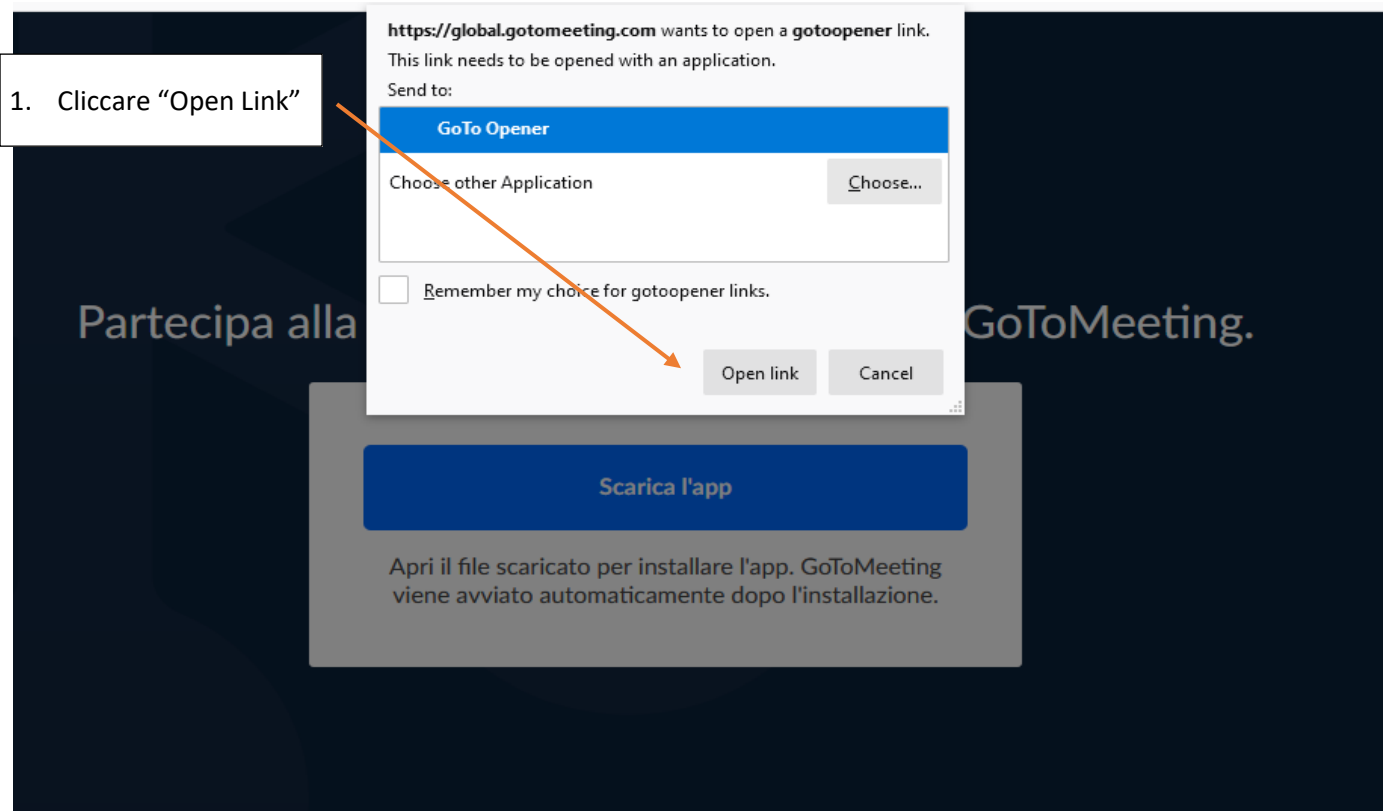 https://global.gotomeeting.com wants to open a gotoopener link.
This link needs to be opened with an application.
Send to:
1. Cliccare “Open Link”
GoTo Opener
Choose other Application
Choose...
Remember my choice for gotoopener links.
Partecipa alla GoToMeeting.
Open link
Cancel
Scarica l'app
Apri il file scaricato per installare l'app. GoToMeeting
viene avviato automaticamente dopo l'installazione.